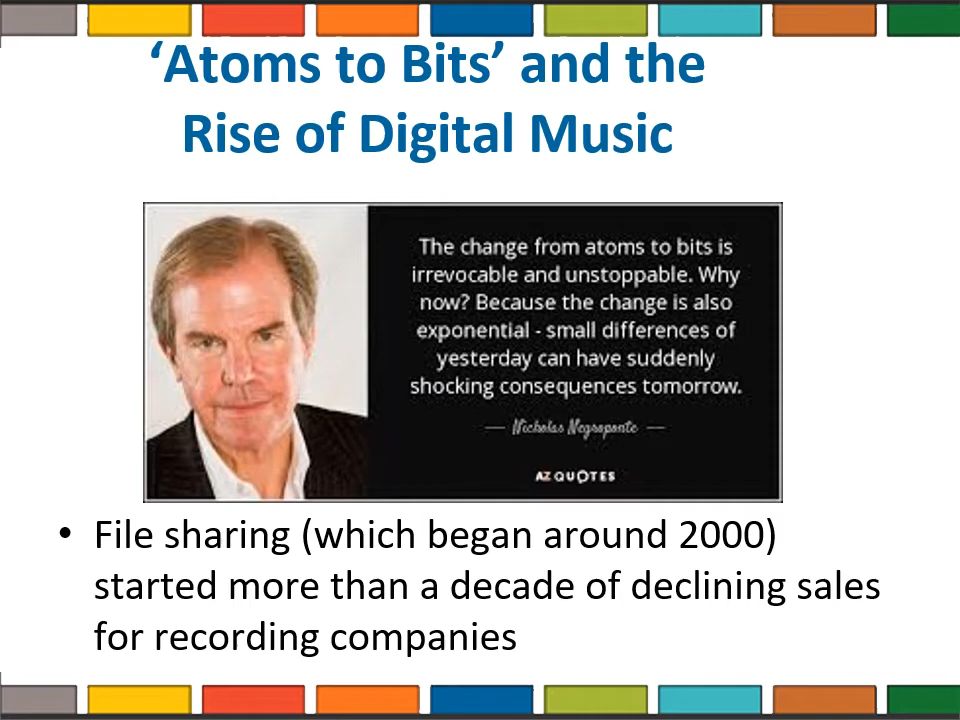 ‘Atoms to Bits’ and the
Rise of Digital Music
The change from atoms to bits is
irrevocable and unstoppable. Why
now? Because the change is also
exponential - small differences of
yesterday can have suddenly
shocking consequences tomorrow.
— Nicholas Negroponte —
AZ QUOTES
• File sharing (which began around 2000)
started more than a decade of declining sales
for recording companies